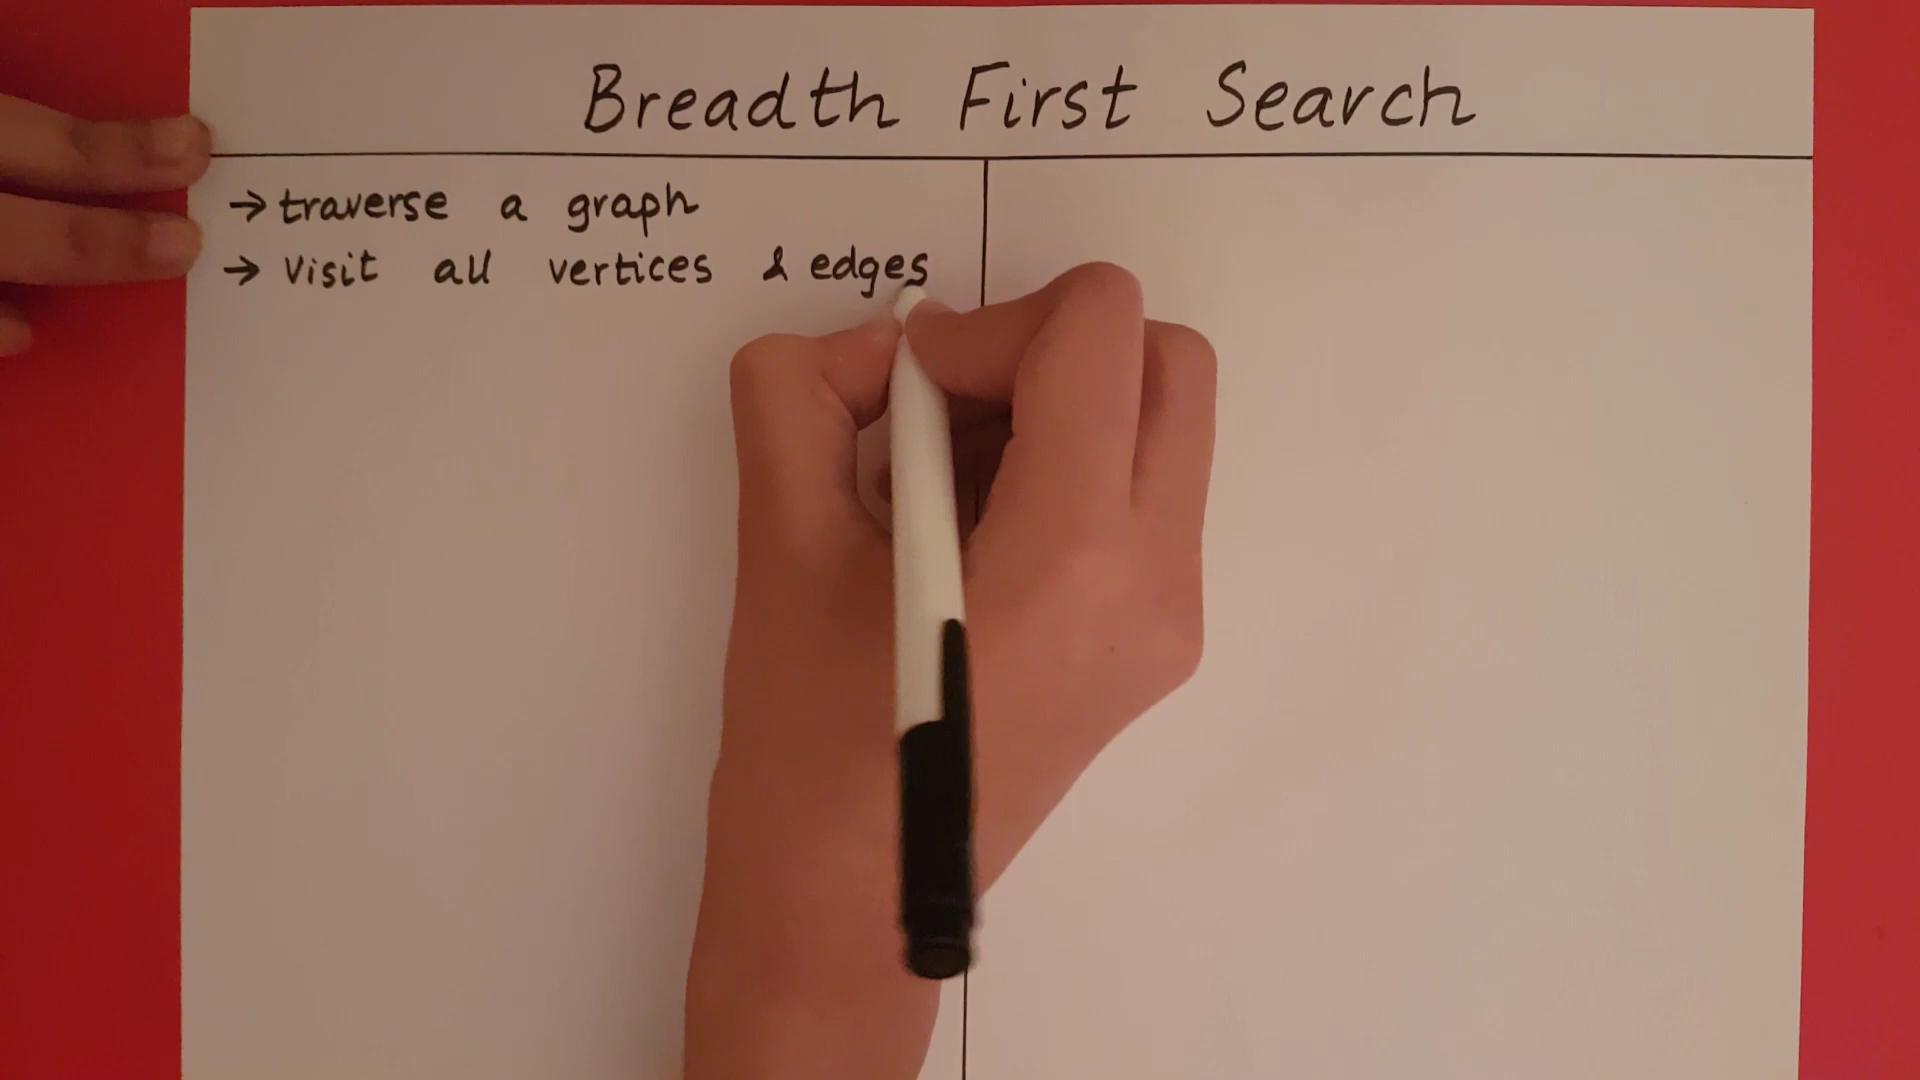 Breadth First Search
→ traverse a graph
→ Visit all vertices & edges